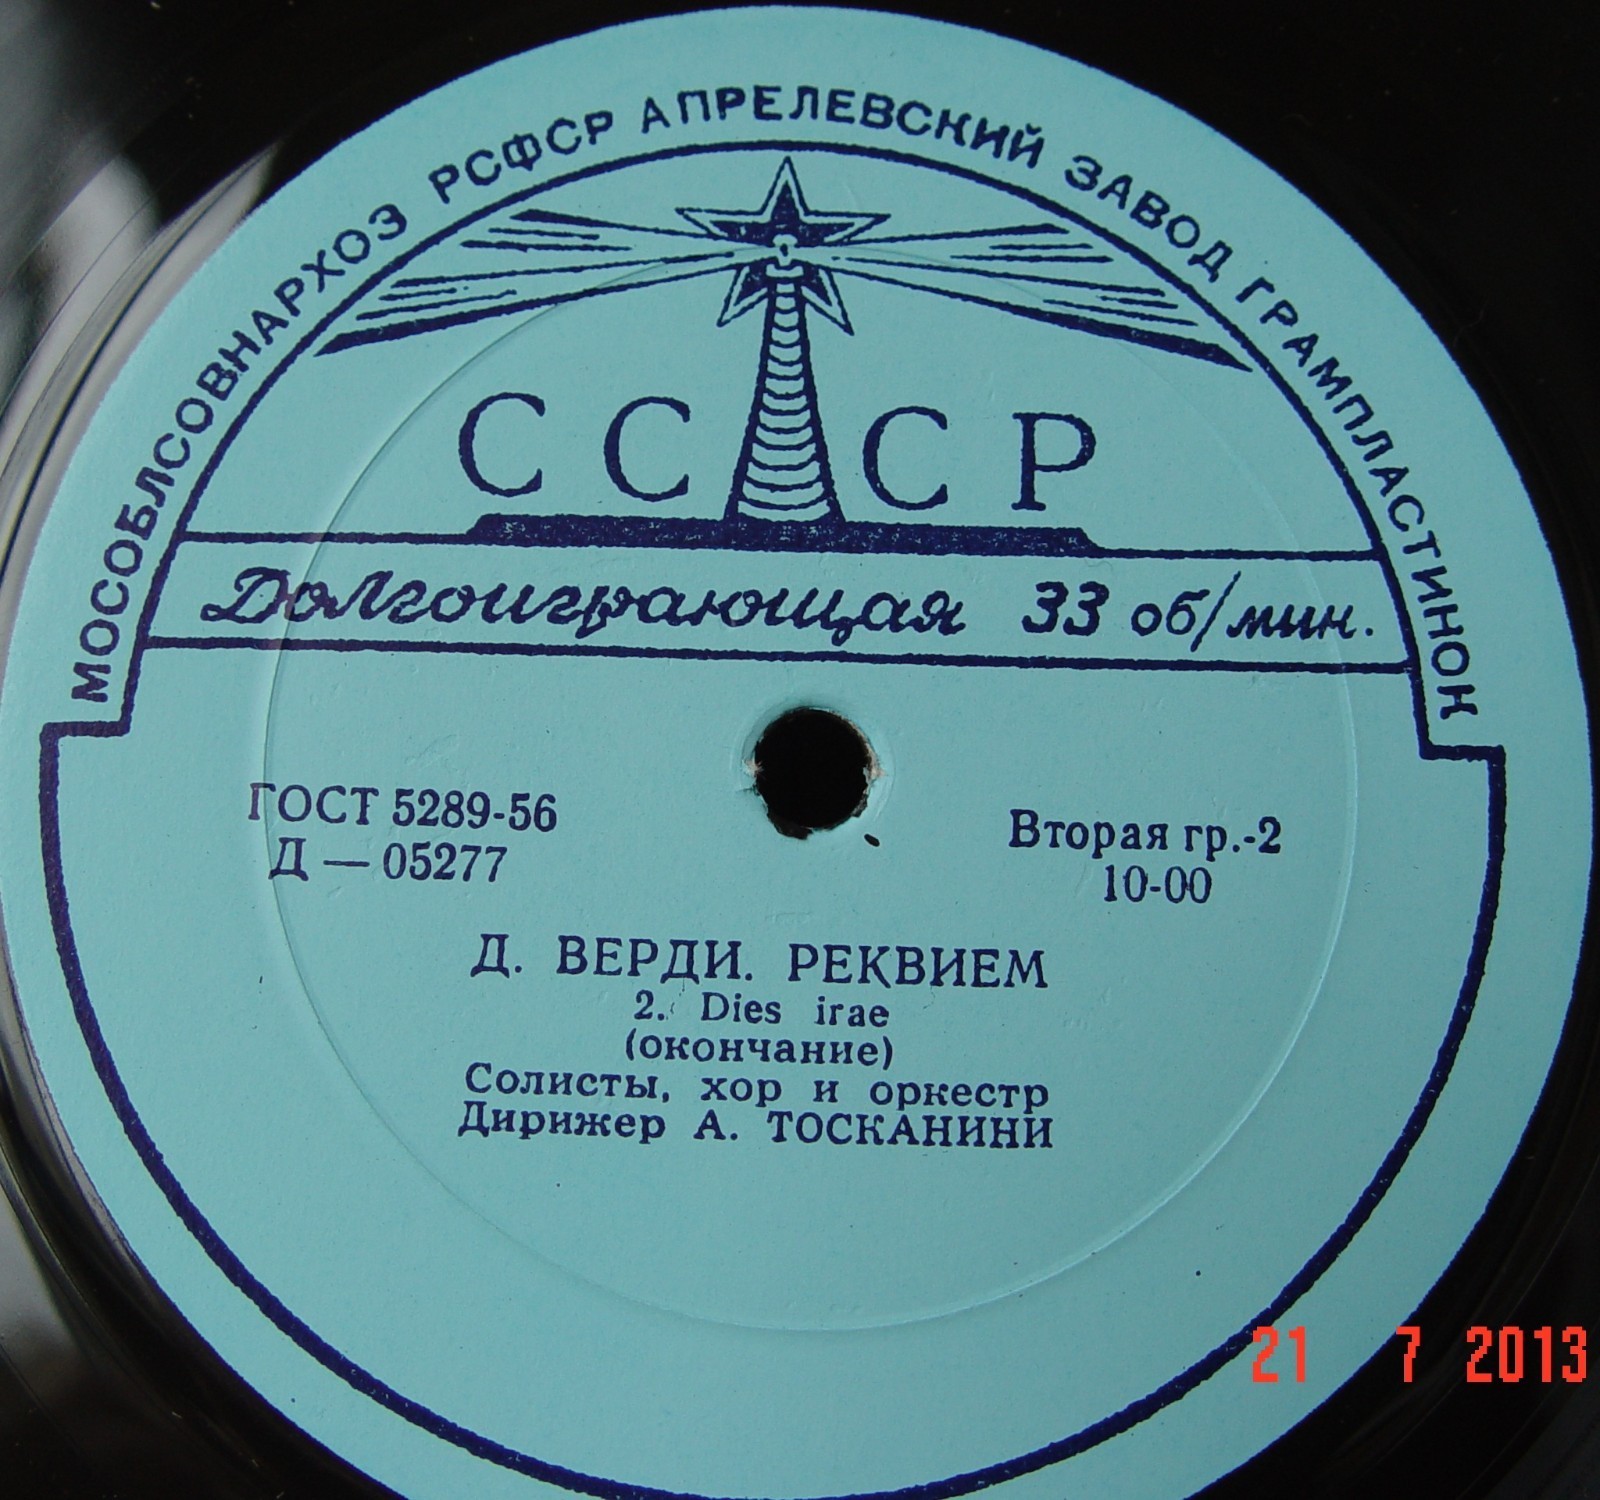 МОСОБЛСОВНАРХОЗ РСФСР АПРЕЛЕВСКИЙ ЗАВОД ГРАМПЛАСТИНОК
СССР
Долгоиграющая 33 об/мин.
ГОСТ 5289-56
Д — 05277
Вторая гр.-2
10-00
Д. ВЕРДИ. РЕКВИЕМ
2. Dies irae
(окончание)
Солисты, хор и оркестр
Дирижер А. ТОСКАНИНИ
21 7 2013